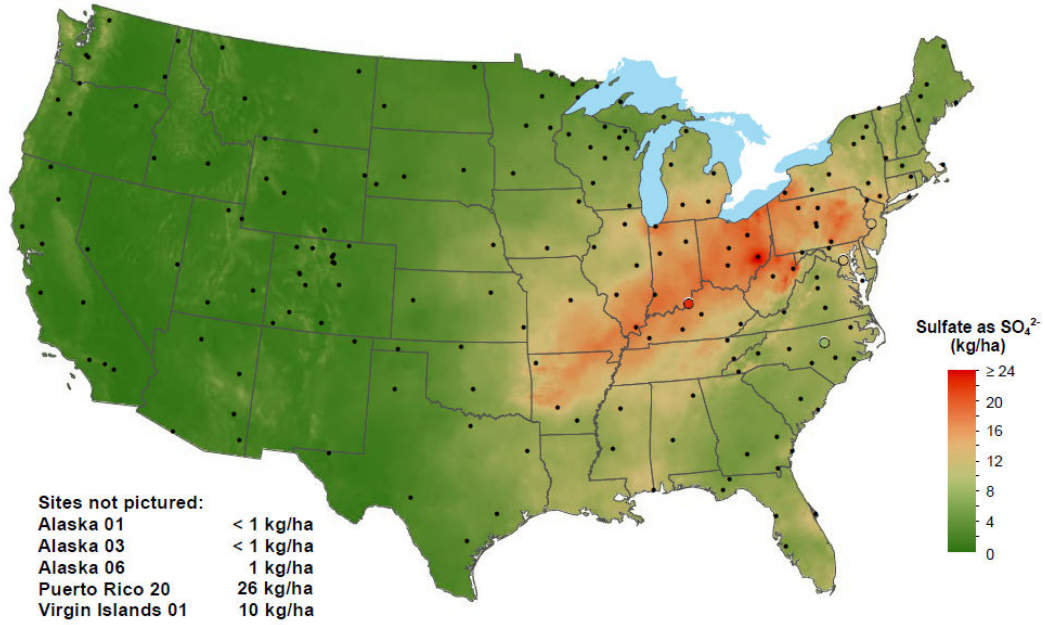 Sulfate as SO₄²⁻
(kg/ha)
≥ 24
20
16
12
8
4
0
Sites not pictured:
Alaska 01 < 1 kg/ha
Alaska 03 < 1 kg/ha
Alaska 06 1 kg/ha
Puerto Rico 20 26 kg/ha
Virgin Islands 01 10 kg/ha